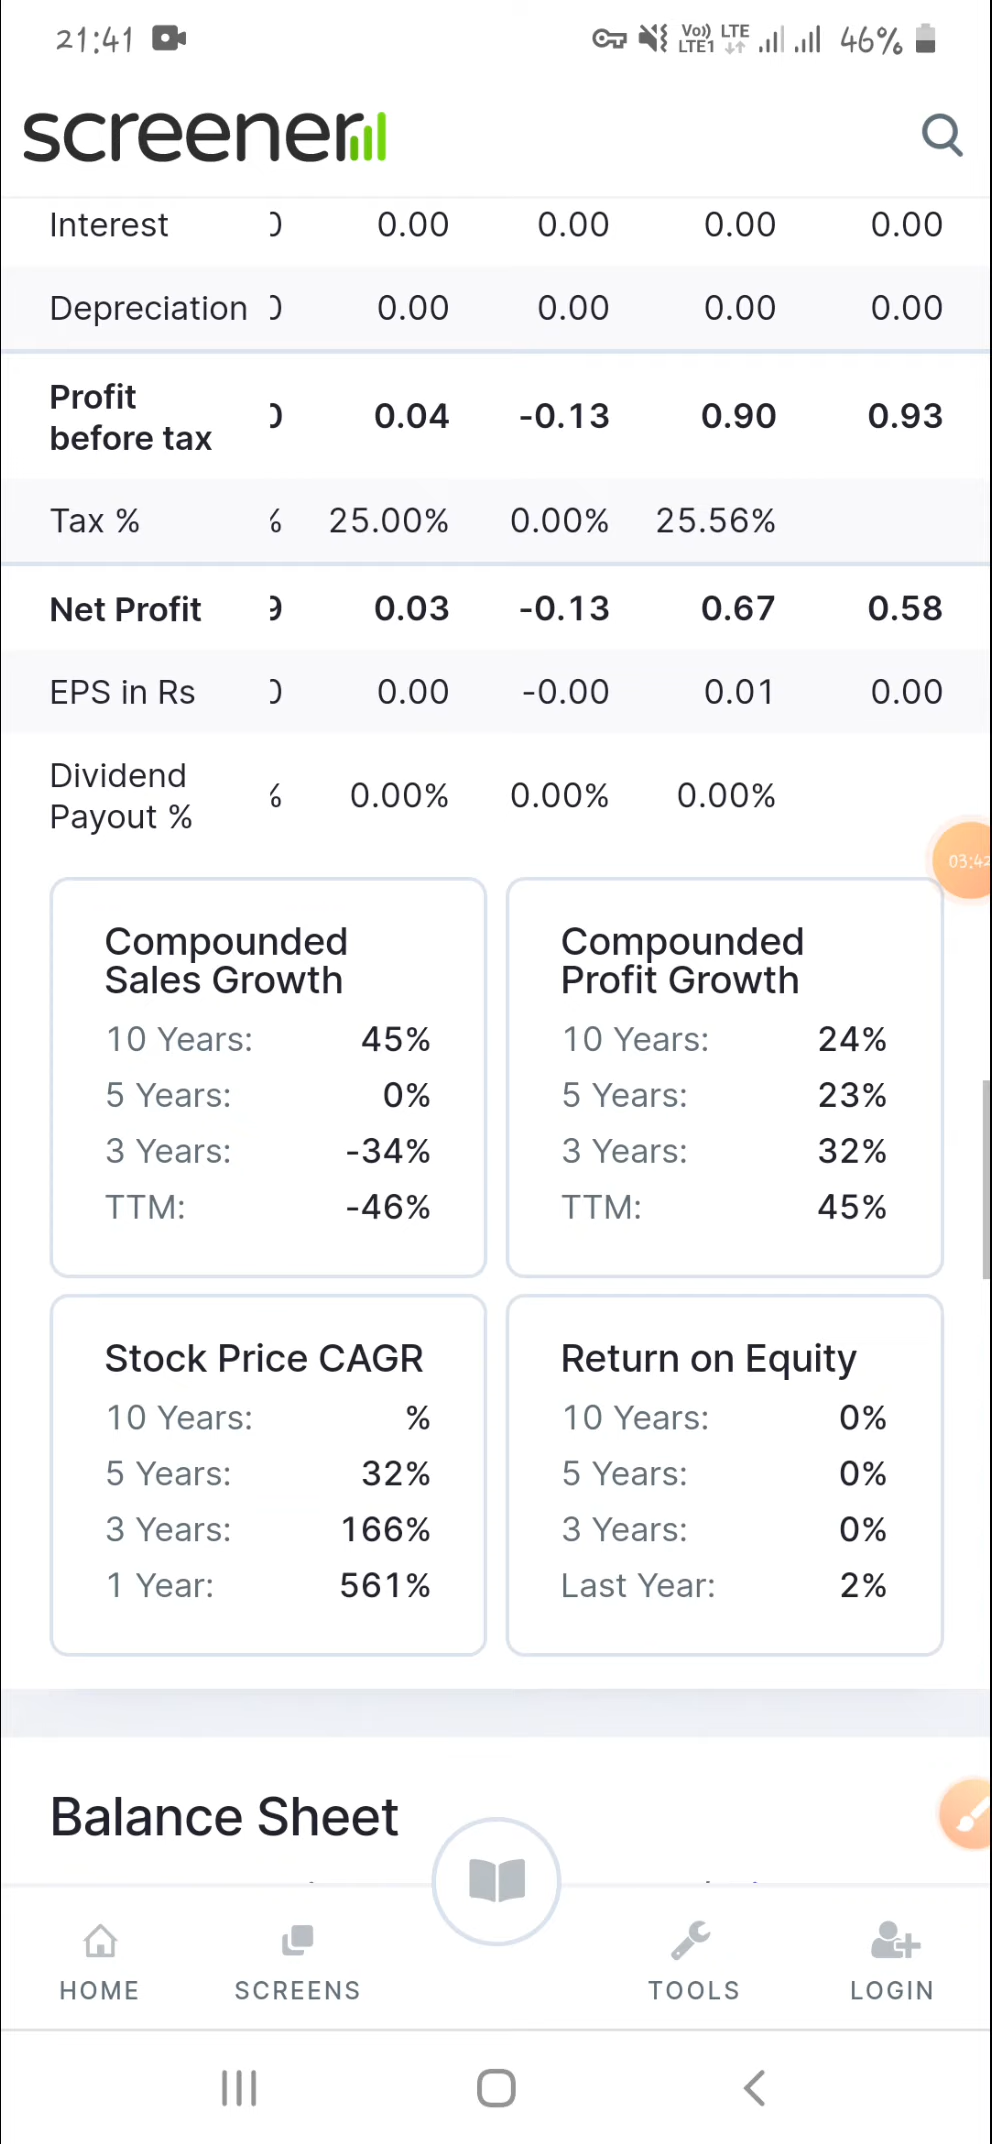 21:41 Vo)) LTE1 LTE 46%
screener
Interest 0.00 0.00 0.00 0.00
Depreciation 0.00 0.00 0.00 0.00
Profit
before tax 0.04 -0.13 0.90 0.93
Tax % % 25.00% 0.00% 25.56%
Net Profit 9 0.03 -0.13 0.67 0.58
EPS in Rs 0.00 -0.00 0.01 0.00
Dividend
Payout % % 0.00% 0.00% 0.00%
03:42
Compounded
Sales Growth
10 Years: 45%
5 Years: 0%
3 Years: -34%
TTM: -46%
Compounded
Profit Growth
10 Years: 24%
5 Years: 23%
3 Years: 32%
TTM: 45%
Stock Price CAGR
10 Years: %
5 Years: 32%
3 Years: 166%
1 Year: 561%
Return on Equity
10 Years: 0%
5 Years: 0%
3 Years: 0%
Last Year: 2%
Balance Sheet
HOME SCREENS TOOLS LOGIN